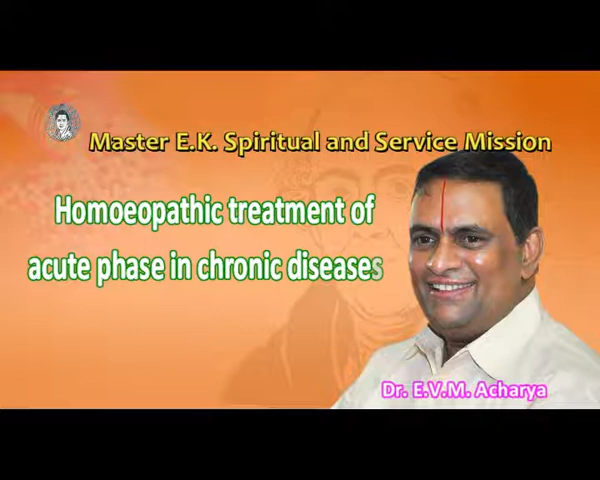 Master E.K. Spiritual and Service Mission
Homoeopathic treatment of
acute phase in chronic diseases
Dr. E.V.M. Acharya